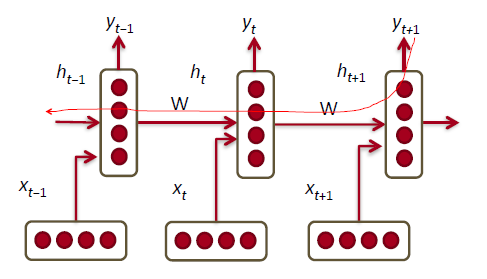 y_{t−1} y_t y_{t+1}
h_{t−1} h_t h_{t+1}
W W
x_{t−1} x_t x_{t+1}